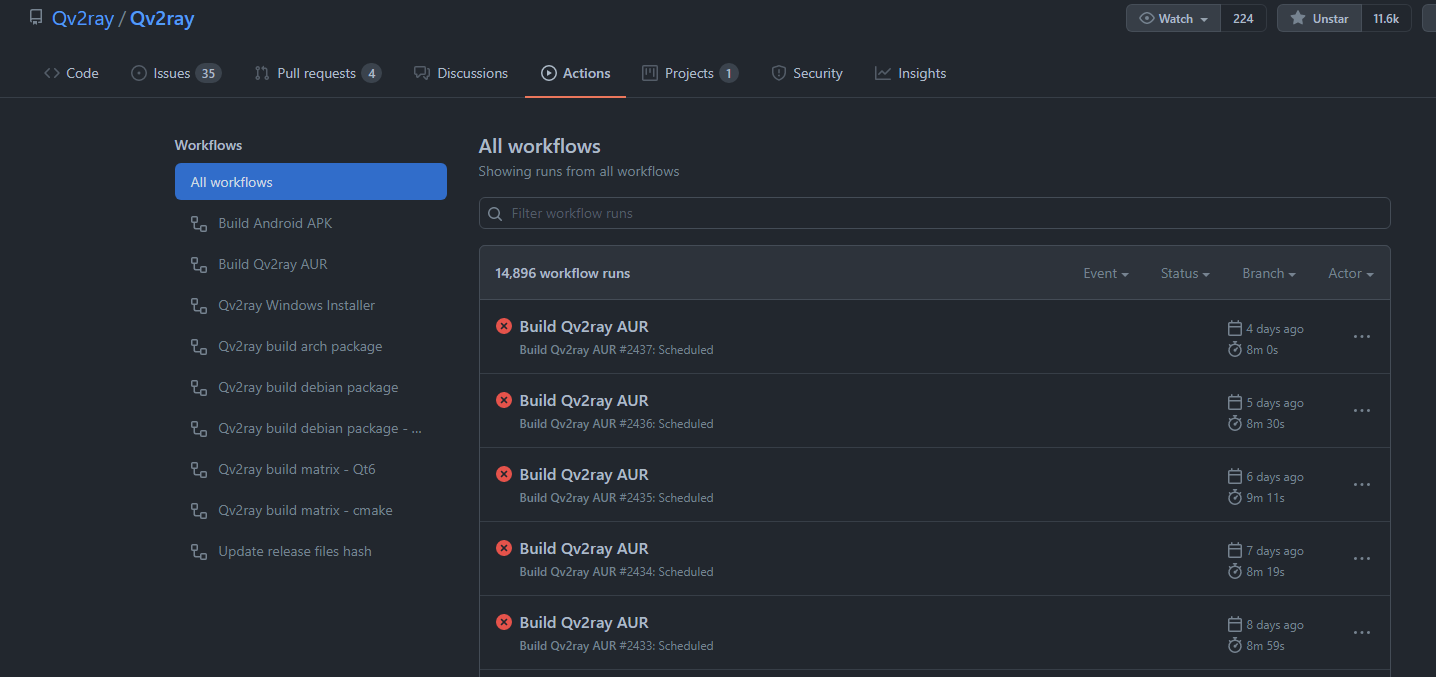 Qv2ray / Qv2ray
Watch 224 Unstar 11.6k
Code Issues 35 Pull requests 4 Discussions Actions Projects 1 Security Insights
Workflows
All workflows
Build Android APK
Build Qv2ray AUR
Qv2ray Windows Installer
Qv2ray build arch package
Qv2ray build debian package
Qv2ray build debian package - ...
Qv2ray build matrix - Qt6
Qv2ray build matrix - cmake
Update release files hash
All workflows
Showing runs from all workflows
Filter workflow runs
14,896 workflow runs Event Status Branch Actor
Build Qv2ray AUR
Build Qv2ray AUR #2437: Scheduled
4 days ago
8m 0s
Build Qv2ray AUR
Build Qv2ray AUR #2436: Scheduled
5 days ago
8m 30s
Build Qv2ray AUR
Build Qv2ray AUR #2435: Scheduled
6 days ago
9m 11s
Build Qv2ray AUR
Build Qv2ray AUR #2434: Scheduled
7 days ago
8m 19s
Build Qv2ray AUR
Build Qv2ray AUR #2433: Scheduled
8 days ago
8m 59s